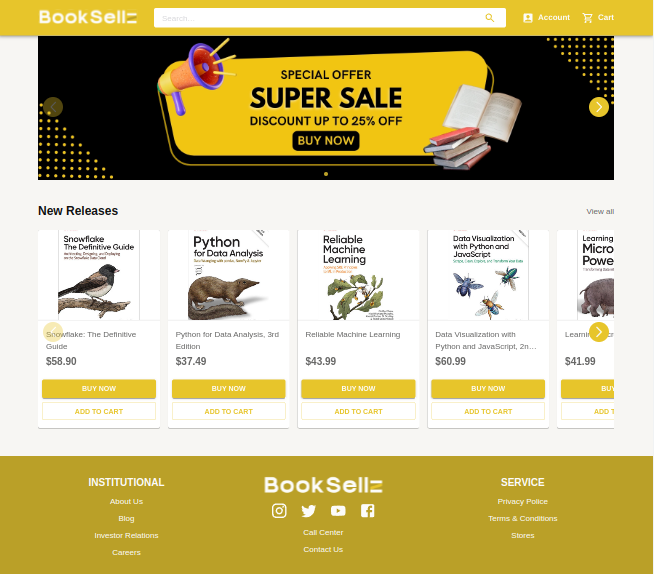 BookSellz
Search...
Account
Cart
SPECIAL OFFER
SUPER SALE
DISCOUNT UP TO 25% OFF
BUY NOW
New Releases
View all
Snowflake
The Definitive Guide
Python
for Data Analysis
Reliable
Machine
Learning
Data Visualization
with Python and
JavaScript
Learning
Micro
Powe
Snowflake: The Definitive
Guide
$58.90
BUY NOW
ADD TO CART
Python for Data Analysis, 3rd
Edition
$37.49
BUY NOW
ADD TO CART
Reliable Machine Learning
$43.99
BUY NOW
ADD TO CART
Data Visualization with
Python and JavaScript, 2n...
$60.99
BUY NOW
ADD TO CART
$41.99
BUY
ADD T
INSTITUTIONAL
About Us
Blog
Investor Relations
Careers
BookSellz
Call Center
Contact Us
SERVICE
Privacy Police
Terms & Conditions
Stores